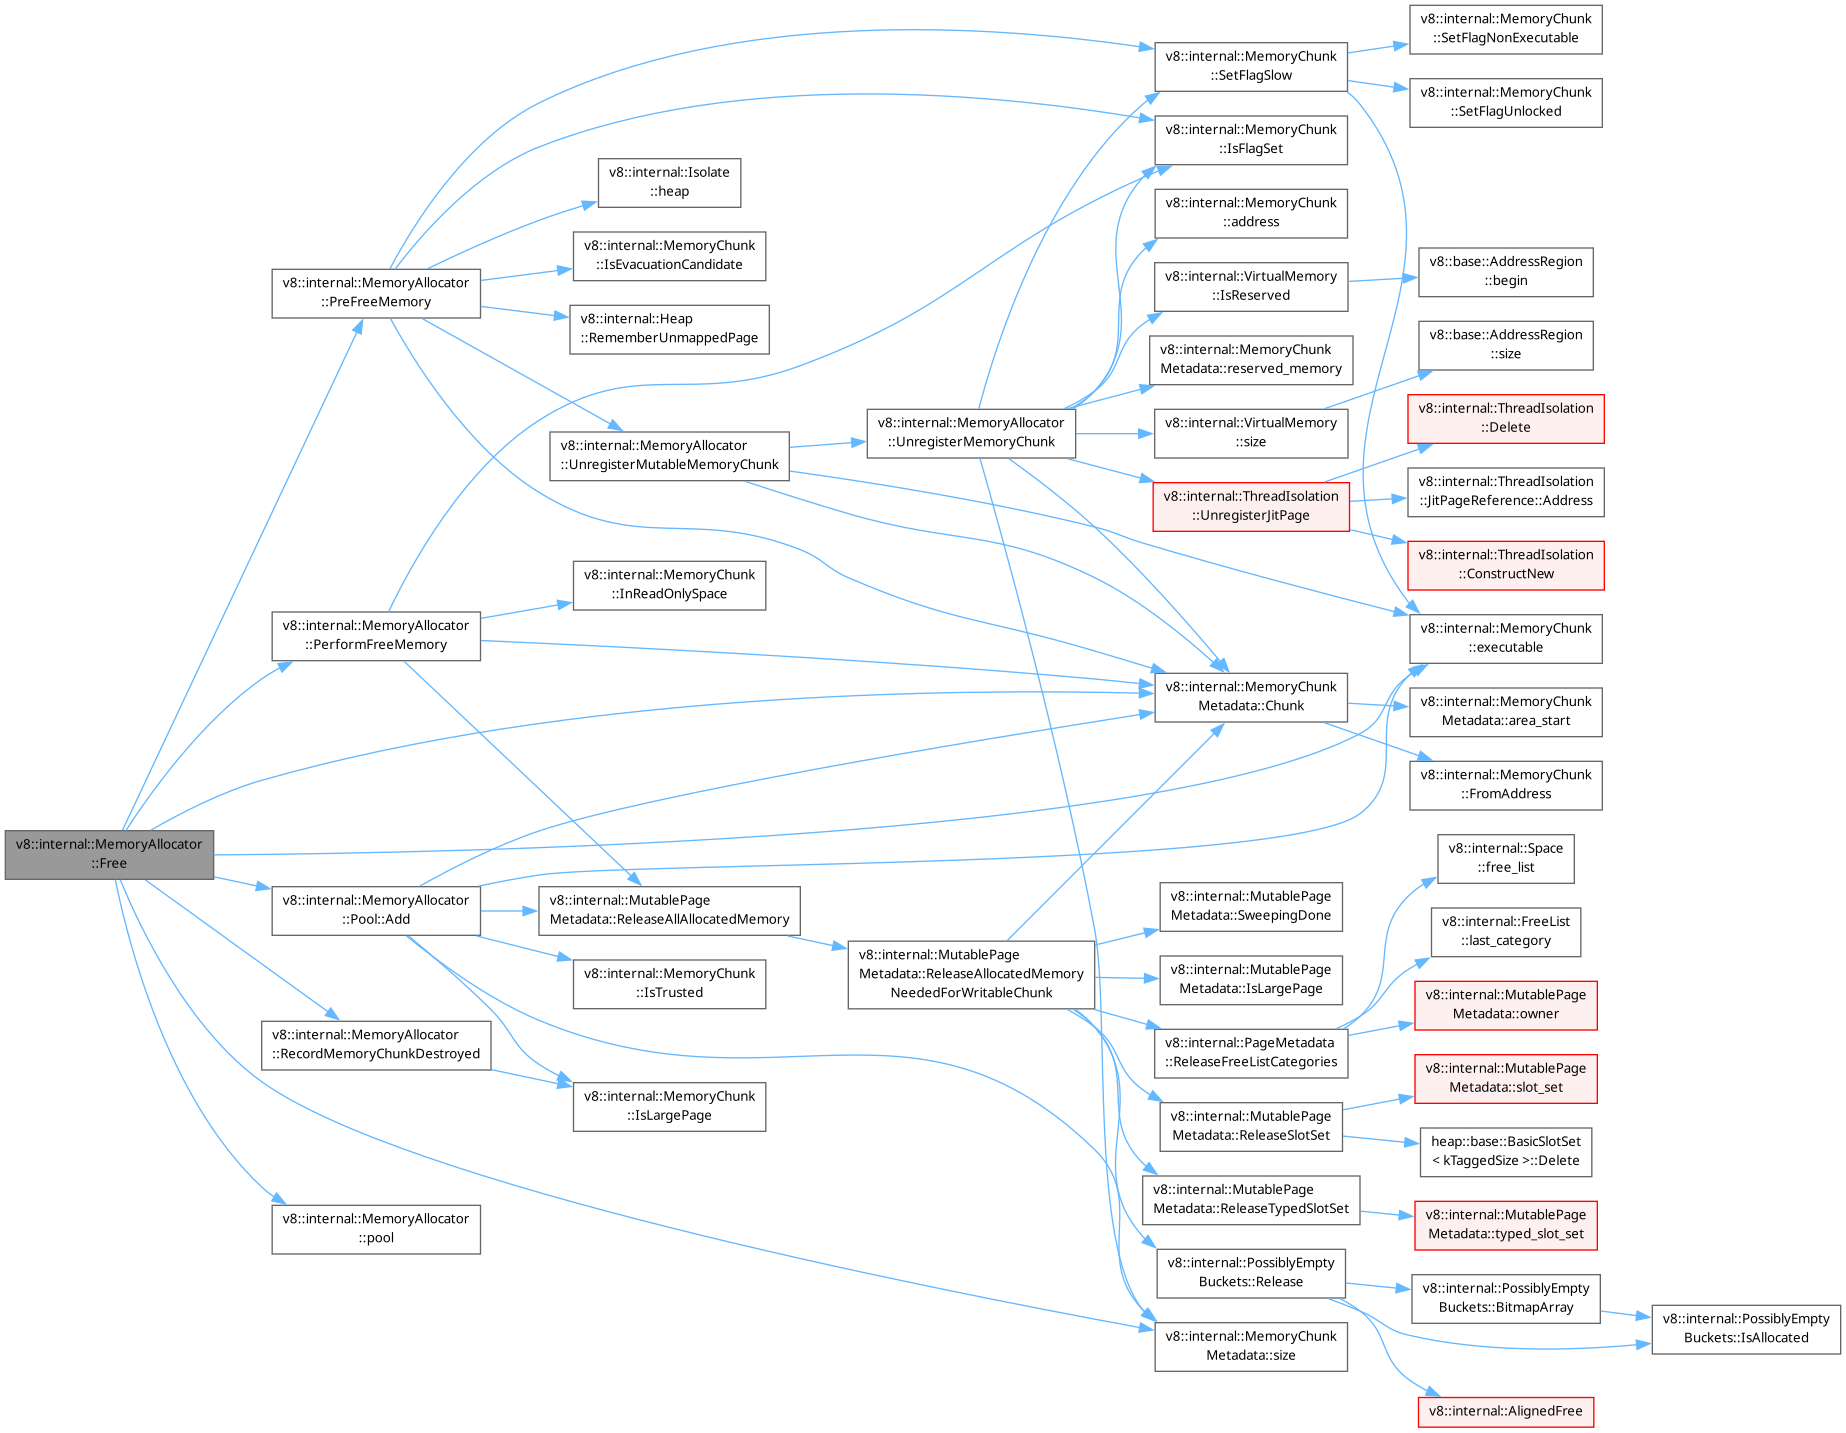 v8::internal::MemoryAllocator
::Free
v8::internal::MemoryAllocator
::PreFreeMemory
v8::internal::MemoryAllocator
::PerformFreeMemory
v8::internal::MemoryAllocator
::Pool::Add
v8::internal::MemoryAllocator
::RecordMemoryChunkDestroyed
v8::internal::MemoryAllocator
::pool
v8::internal::Isolate
::heap
v8::internal::MemoryChunk
::IsEvacuationCandidate
v8::internal::Heap
::RememberUnmappedPage
v8::internal::MemoryAllocator
::UnregisterMutableMemoryChunk
v8::internal::MemoryChunk
::InReadOnlySpace
v8::internal::MutablePage
Metadata::ReleaseAllAllocatedMemory
v8::internal::MemoryChunk
::IsTrusted
v8::internal::MemoryChunk
::IsLargePage
v8::internal::MemoryAllocator
::UnregisterMemoryChunk
v8::internal::MutablePage
Metadata::ReleaseAllocatedMemory
NeededForWritableChunk
v8::internal::MemoryChunk
::SetFlagSlow
v8::internal::MemoryChunk
::IsFlagSet
v8::internal::MemoryChunk
::address
v8::internal::VirtualMemory
::IsReserved
v8::internal::MemoryChunk
Metadata::reserved_memory
v8::internal::VirtualMemory
::size
v8::internal::ThreadIsolation
::UnregisterJitPage
v8::internal::MemoryChunk
Metadata::Chunk
v8::internal::MutablePage
Metadata::SweepingDone
v8::internal::MutablePage
Metadata::IsLargePage
v8::internal::PageMetadata
::ReleaseFreeListCategories
v8::internal::MutablePage
Metadata::ReleaseSlotSet
v8::internal::MutablePage
Metadata::ReleaseTypedSlotSet
v8::internal::PossiblyEmpty
Buckets::Release
v8::internal::MemoryChunk
Metadata::size
v8::internal::MemoryChunk
::SetFlagNonExecutable
v8::internal::MemoryChunk
::SetFlagUnlocked
v8::base::AddressRegion
::begin
v8::base::AddressRegion
::size
v8::internal::ThreadIsolation
::Delete
v8::internal::ThreadIsolation
::JitPageReference::Address
v8::internal::ThreadIsolation
::ConstructNew
v8::internal::MemoryChunk
::executable
v8::internal::MemoryChunk
Metadata::area_start
v8::internal::MemoryChunk
::FromAddress
v8::internal::Space
::free_list
v8::internal::FreeList
::last_category
v8::internal::MutablePage
Metadata::owner
v8::internal::MutablePage
Metadata::slot_set
heap::base::BasicSlotSet
< kTaggedSize >::Delete
v8::internal::MutablePage
Metadata::typed_slot_set
v8::internal::PossiblyEmpty
Buckets::BitmapArray
v8::internal::AlignedFree
v8::internal::PossiblyEmpty
Buckets::IsAllocated